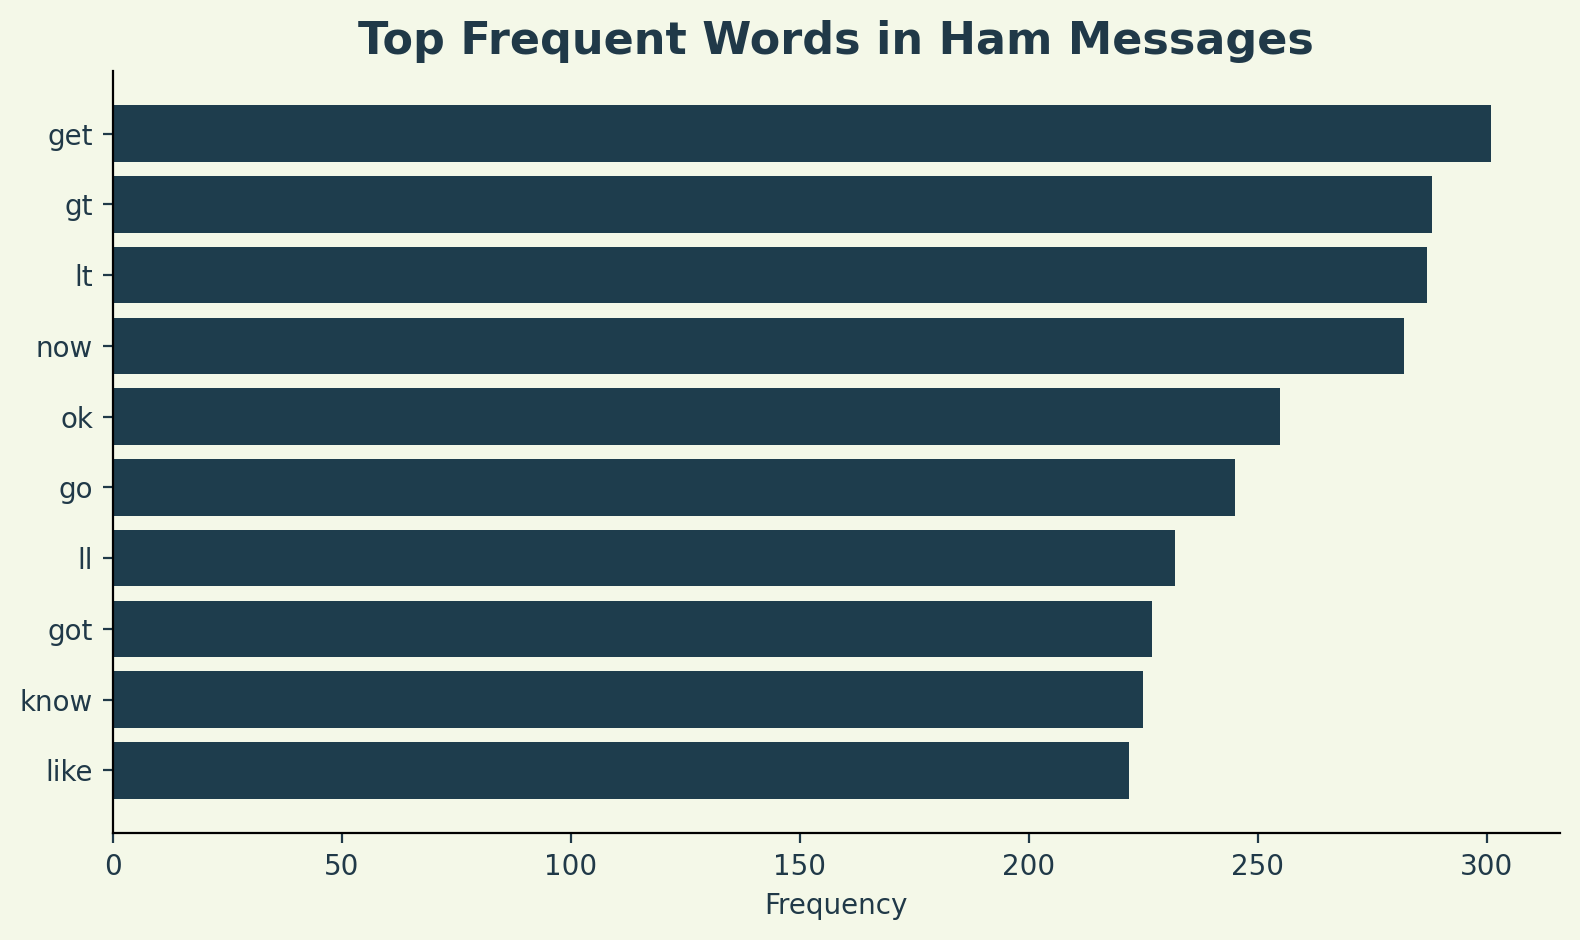 Top Frequent Words in Ham Messages
get
gt
lt
now
ok
go
ll
got
know
like
0 50 100 150 200 250 300
Frequency